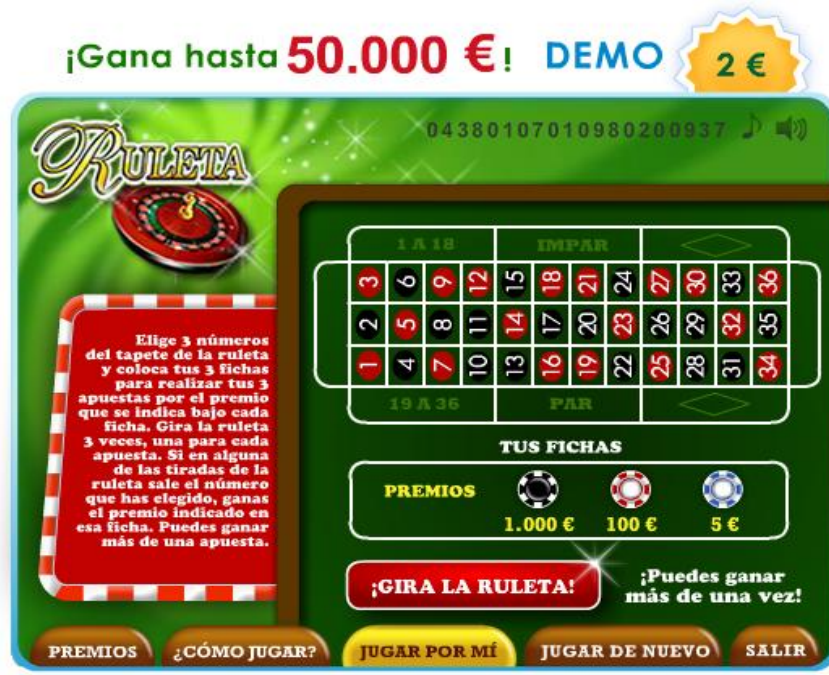 ¡Gana hasta 50.000 €! DEMO 2 €
04380107010980200937
RULETA
1 A 18 IMPAR
3 6 9 12 15 18 21 24 27 30 33 36
2 5 8 11 14 17 20 23 26 29 32 35
1 4 7 10 13 16 19 22 25 28 31 34
19 A 36 PAR
Elige 3 números
del tapete de la ruleta
y coloca tus 3 fichas
para realizar tus 3
apuestas por el premio
que se indica bajo cada
ficha. Gira la ruleta
3 veces, una para cada
apuesta. Si en alguna
de las tiradas de la
ruleta sale el número
que has elegido, ganas
el premio indicado en
esa ficha. Puedes ganar
más de una apuesta.
TUS FICHAS
PREMIOS
1.000 € 100 € 5 €
¡GIRA LA RULETA!
¡Puedes ganar
más de una vez!
PREMIOS ¿CÓMO JUGAR? JUGAR POR MÍ JUGAR DE NUEVO SALIR